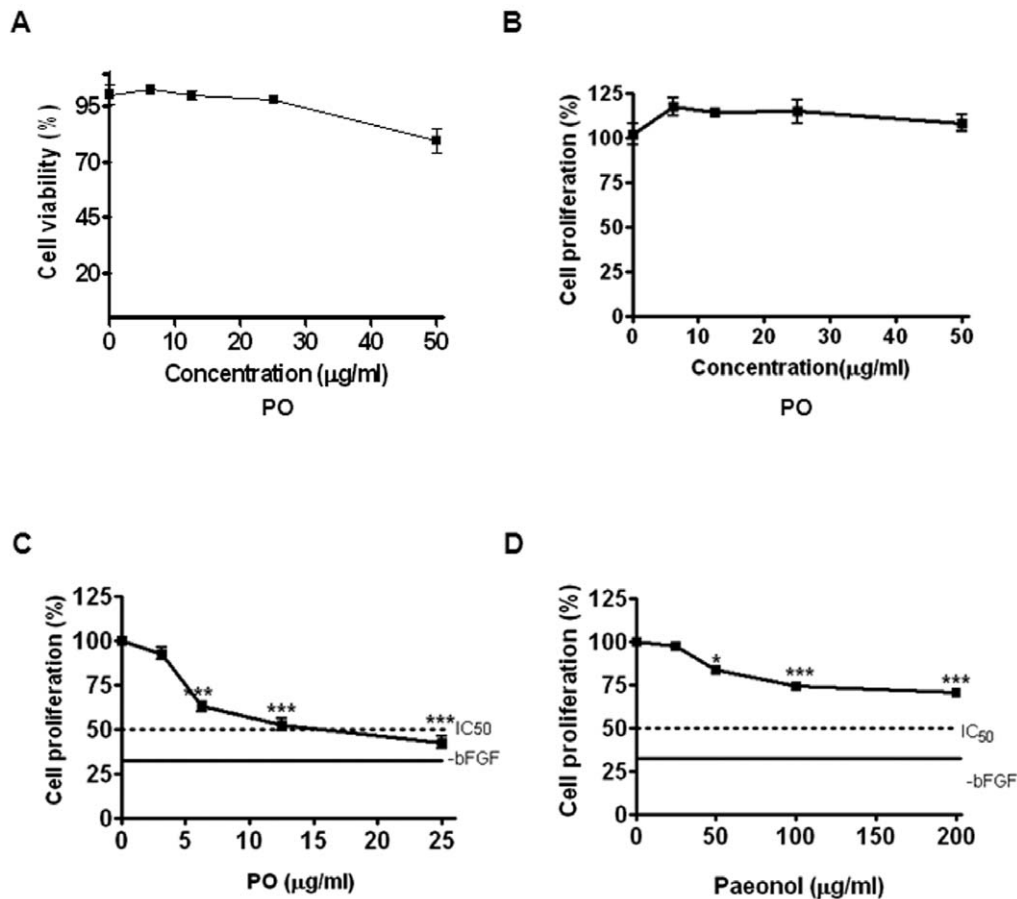 A
Cell viability (%)
95
70
45
20
0 10 20 30 40 50
Concentration (µg/ml)
PO
B
Cell proliferation (%)
125
100
75
50
25
0
0 10 20 30 40 50
Concentration(µg/ml)
PO
C
Cell proliferation (%)
125
100
75
50
25
0
***
***
***
IC50
-bFGF
0 5 10 15 20 25
PO (µg/ml)
D
Cell proliferation (%)
125
100
75
50
25
0
*
***
***
IC50
-bFGF
0 50 100 150 200
Paeonol (µg/ml)